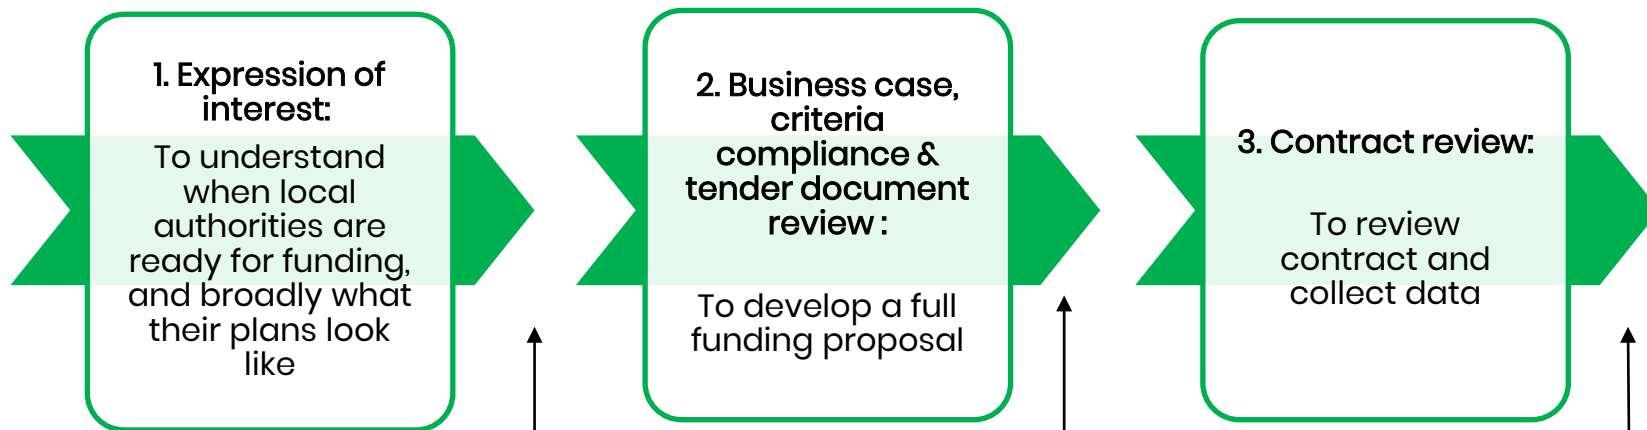 1. Expression of
interest:
To understand
when local
authorities are
ready for funding,
and broadly what
their plans look
like
2. Business case,
criteria
compliance &
tender document
review :
To develop a full
funding proposal
3. Contract review:
To review
contract and
collect data